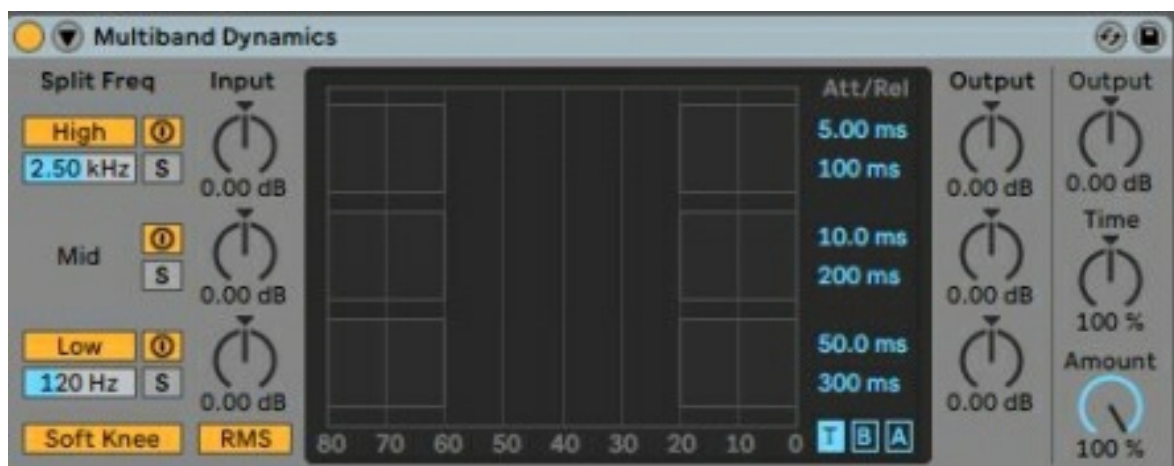 Multiband Dynamics
Split Freq Input Att/Rel Output Output
High 5.00 ms
2.50 kHz S 0.00 dB 100 ms 0.00 dB 0.00 dB
Time
Mid 10.0 ms
S 0.00 dB 200 ms 0.00 dB 100 %
Low 50.0 ms Amount
120 Hz S 0.00 dB 300 ms 0.00 dB
Soft Knee RMS 80 70 60 50 40 30 20 10 0 T B A 100 %